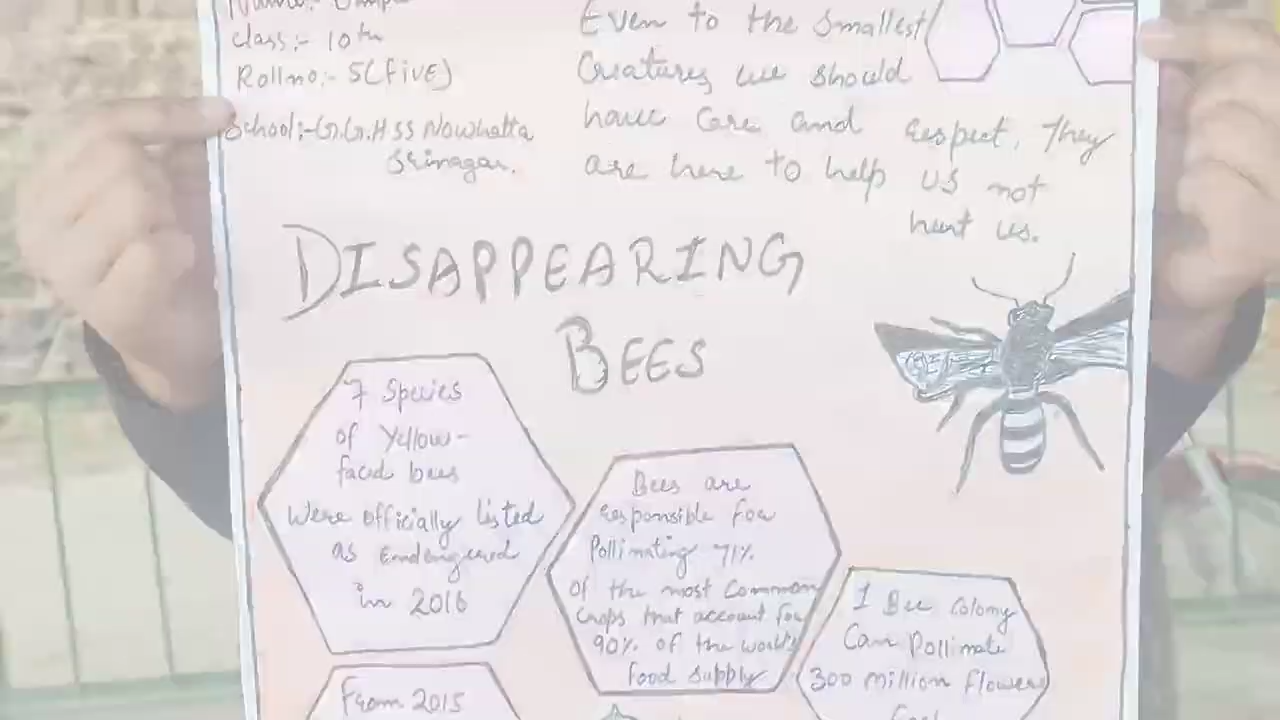 Class:- 10th
Rollno:- 5(five)
School:- G.G.HSS Nowhatta
Srinagar.
Even to the smallest
Creatures we should
have care and respect. They
are here to help us not
hurt us.
DISAPPEARING
BEES
7 Species
of Yellow-
faced bees
Were officially listed
as Endangered
in 2016
Bees are
responsible for
Pollinating 71%
of the most Common
Crops that account for
90% of the world's
food supply
1 Bee Colony
Can Pollinate
300 million flowers
From 2015